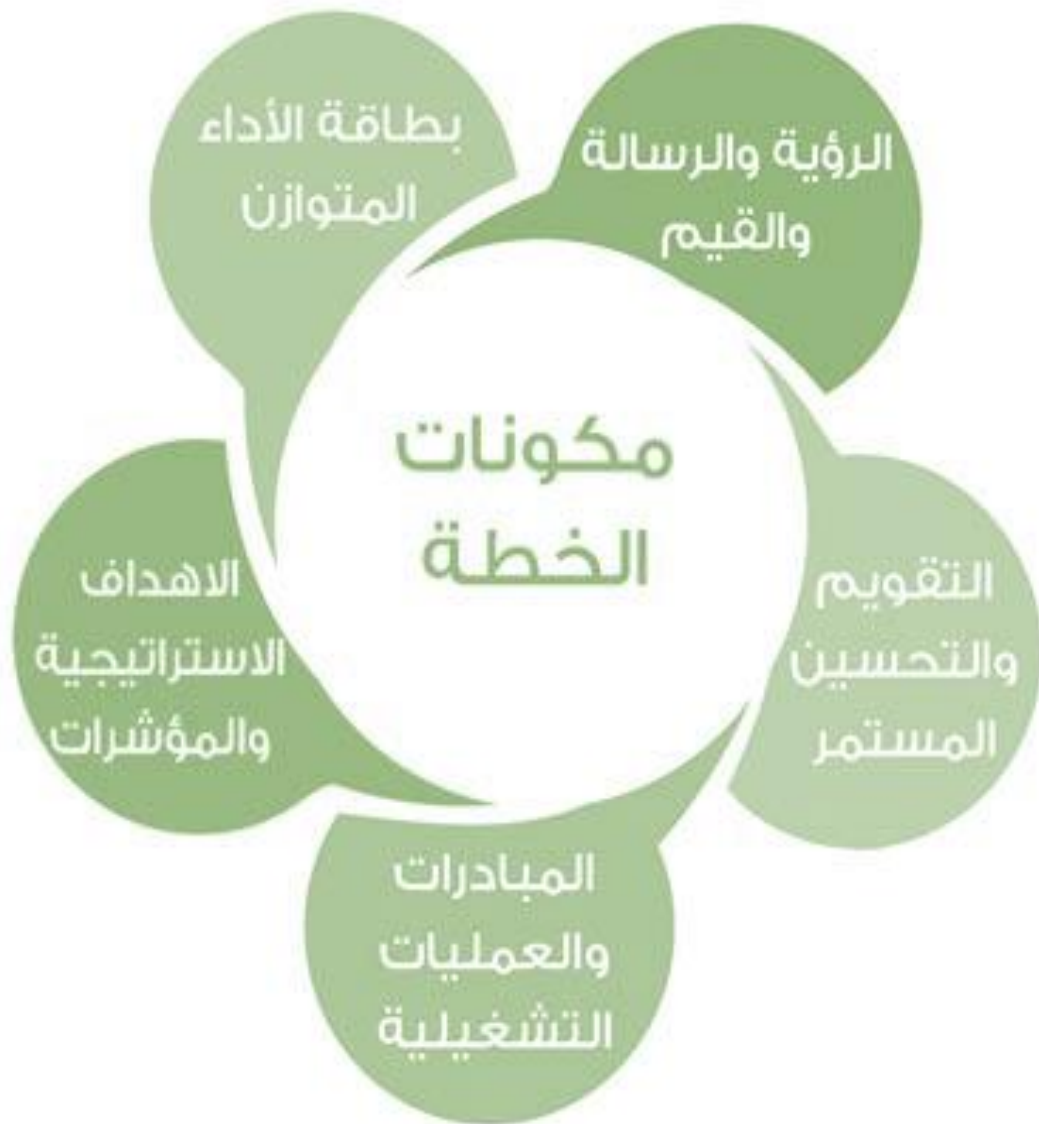 مكونات
الخطة
الرؤية والرسالة
والقيم
بطاقة الأداء
المتوازن
الاهداف
الاستراتيجية
والمؤشرات
المبادرات
والعمليات
التشغيلية
التقويم
والتحسين
المستمر